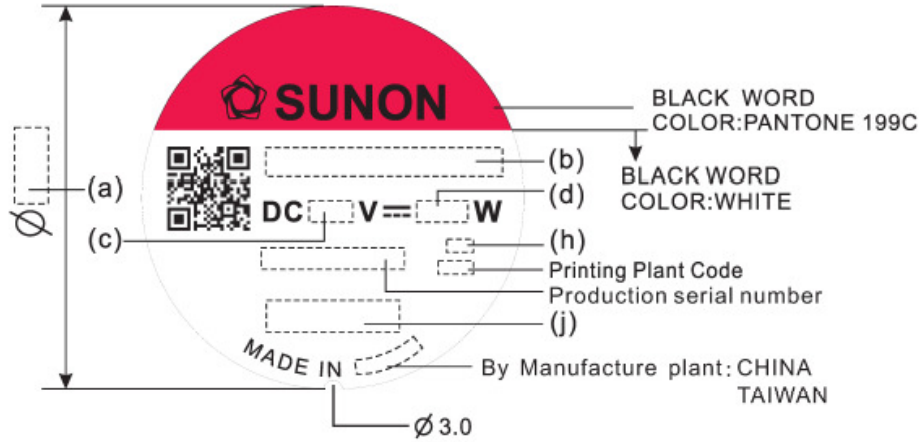 SUNON
BLACK WORD
COLOR:PANTONE 199C
BLACK WORD
COLOR:WHITE
(a)
Ø
(b)
DC V⎓ W
(d)
(c)
(h)
Printing Plant Code
Production serial number
(j)
MADE IN
By Manufacture plant: CHINA
TAIWAN
Ø 3.0